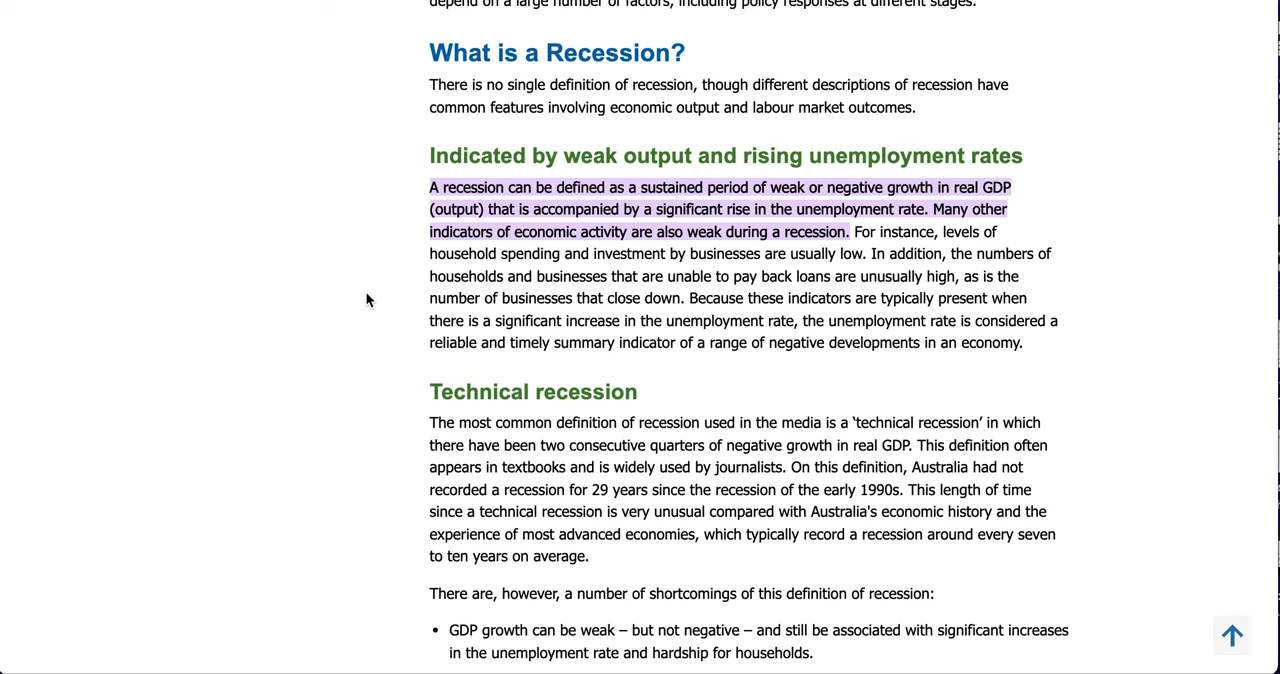 depend on a large number of factors, including policy responses at different stages.
What is a Recession?
There is no single definition of recession, though different descriptions of recession have
common features involving economic output and labour market outcomes.
Indicated by weak output and rising unemployment rates
A recession can be defined as a sustained period of weak or negative growth in real GDP
(output) that is accompanied by a significant rise in the unemployment rate. Many other
indicators of economic activity are also weak during a recession. For instance, levels of
household spending and investment by businesses are usually low. In addition, the numbers of
households and businesses that are unable to pay back loans are unusually high, as is the
number of businesses that close down. Because these indicators are typically present when
there is a significant increase in the unemployment rate, the unemployment rate is considered a
reliable and timely summary indicator of a range of negative developments in an economy.
Technical recession
The most common definition of recession used in the media is a ‘technical recession’ in which
there have been two consecutive quarters of negative growth in real GDP. This definition often
appears in textbooks and is widely used by journalists. On this definition, Australia had not
recorded a recession for 29 years since the recession of the early 1990s. This length of time
since a technical recession is very unusual compared with Australia's economic history and the
experience of most advanced economies, which typically record a recession around every seven
to ten years on average.
There are, however, a number of shortcomings of this definition of recession:
• GDP growth can be weak – but not negative – and still be associated with significant increases
in the unemployment rate and hardship for households.